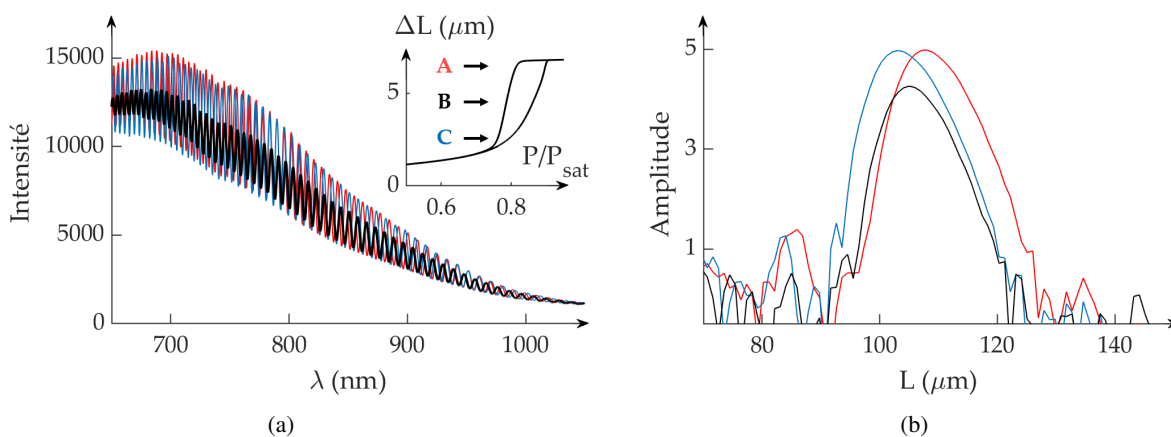 15000
10000
5000
0
Intensité
700
800
900
1000
λ (nm)
ΔL (μm)
A
B
C
5
0
0.6
0.8
P/P_sat
(a)
5
3
1
Amplitude
80
100
120
140
L (μm)
(b)